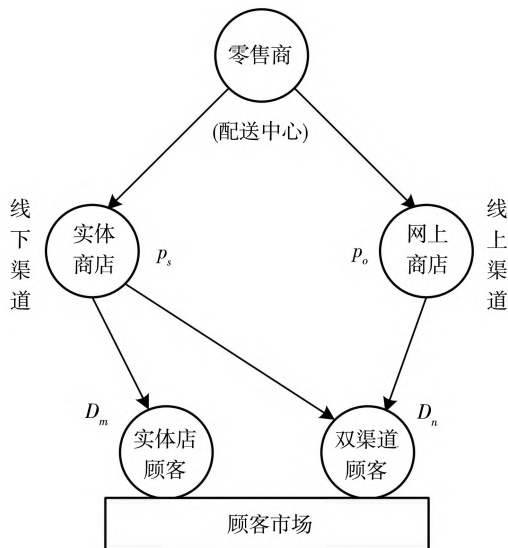 零售商
(配送中心)
线下渠道
实体
商店
p_s
p_o
网上
商店
线上渠道
D_m
实体店
顾客
双渠道
顾客
D_n
顾客市场